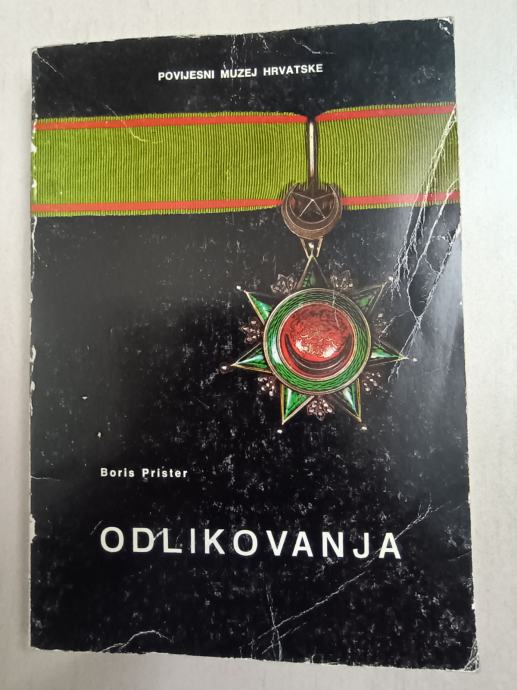 POVIJESNI MUZEJ HRVATSKE
Boris Prister
ODLIKOVANJA